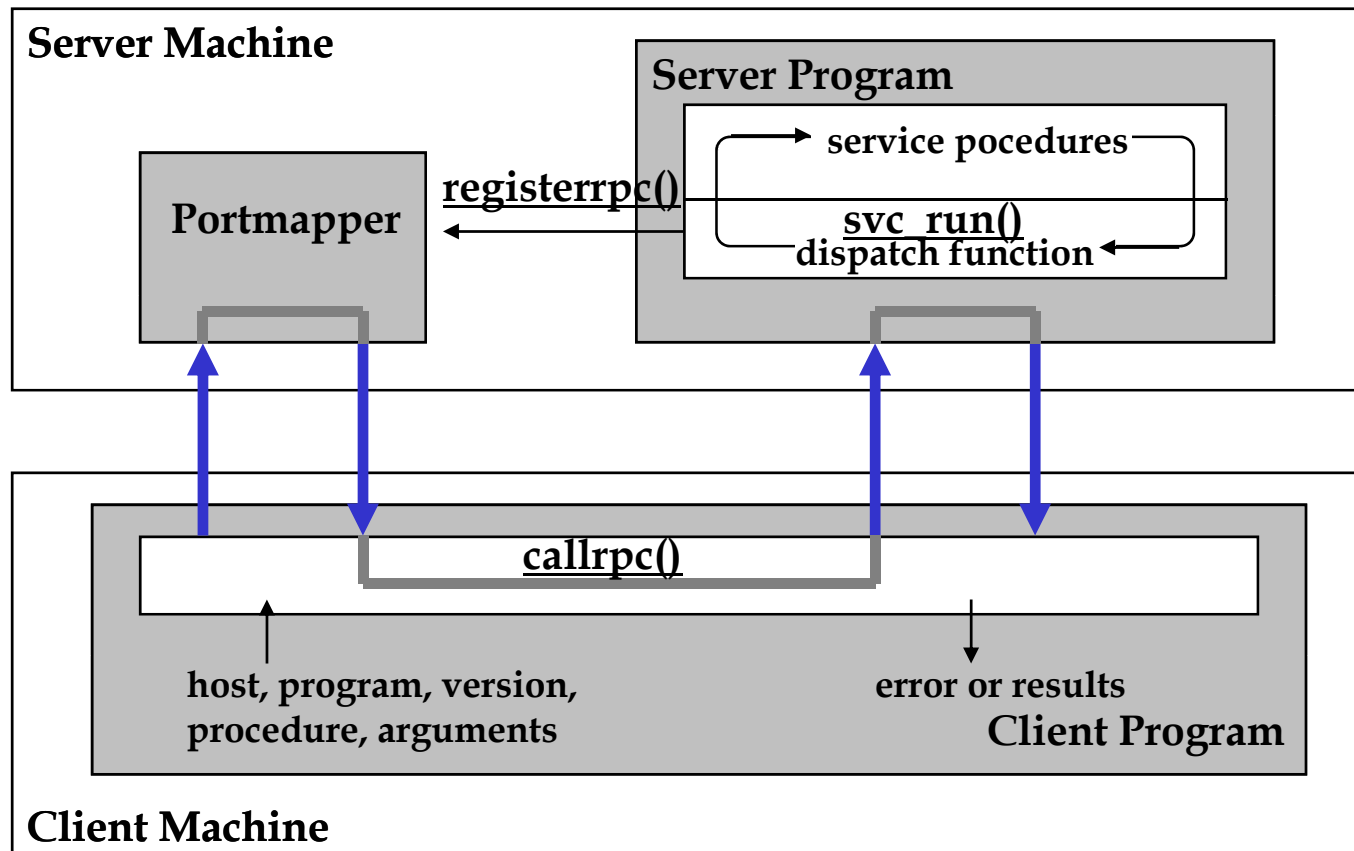 Server Machine
Server Program
service pocedures
registerrpc()
Portmapper
svc_run()
dispatch function
callrpc()
host, program, version,
procedure, arguments
error or results
Client Program
Client Machine